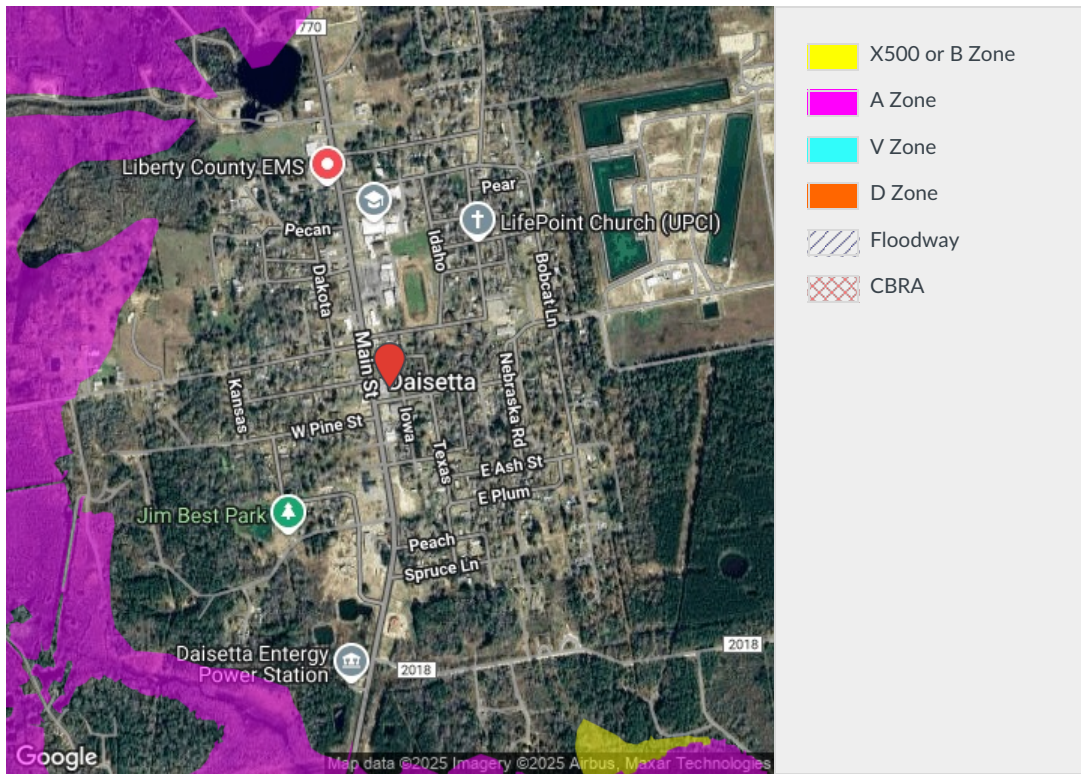 770
Liberty County EMS
Pear
LifePoint Church (UPCI)
Pecan
Idaho
Dakota
Bobcat Ln
Main St
Daisetta
Kansas
Nebraska Rd
W Pine St
Iowa
Texas
E Ash St
E Plum
Jim Best Park
Peach
Spruce Ln
Daisetta Entergy
Power Station
2018
2018
Google
Map data ©2025 Imagery ©2025 Airbus, Maxar Technologies
X500 or B Zone
A Zone
V Zone
D Zone
Floodway
CBRA